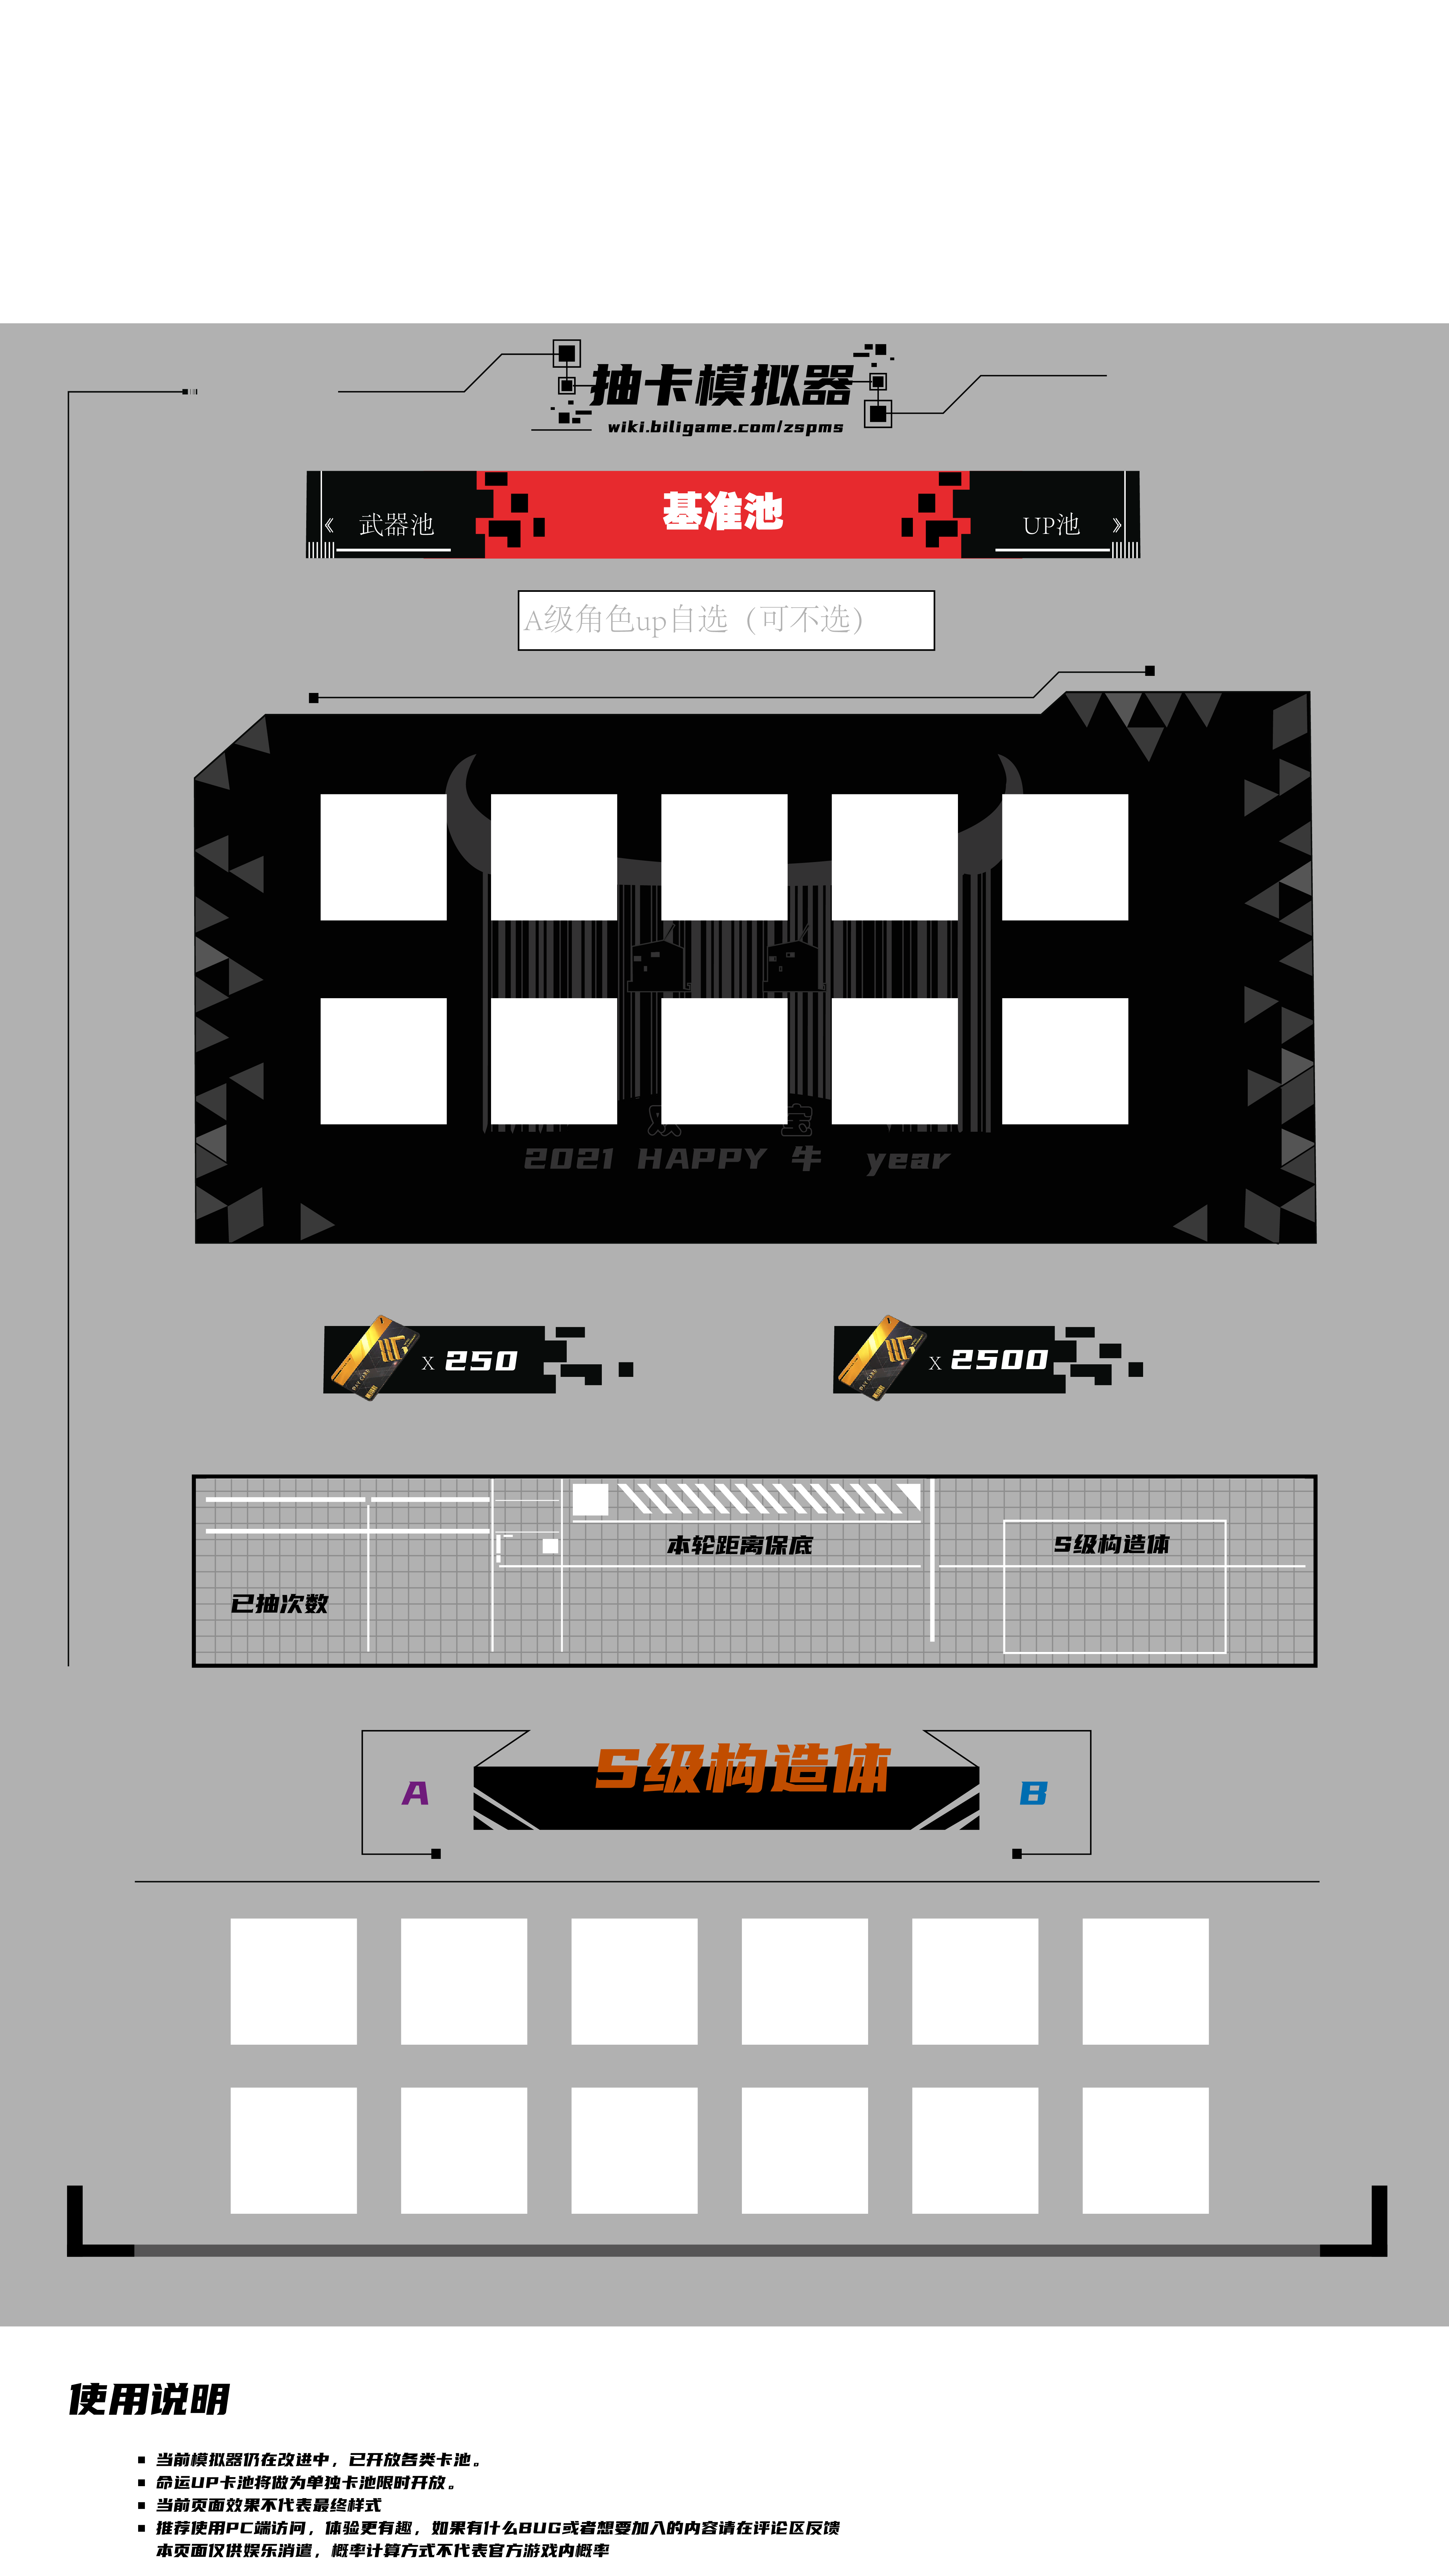 抽卡模拟器
wiki.biligame.com/zspms
武器池
基准池
UP池
A级角色up自选（可不选）
2021 HAPPY 牛 year
X 250
X 2500
本轮距离保底
S级构造体
已抽次数
A
S级构造体
B
使用说明
当前模拟器仍在改进中，已开放各类卡池。
命运UP卡池将做为单独卡池限时开放。
当前页面效果不代表最终样式
推荐使用PC端访问，体验更有趣，如果有什么BUG或者想要加入的内容请在评论区反馈
本页面仅供娱乐消遣，概率计算方式不代表官方游戏内概率